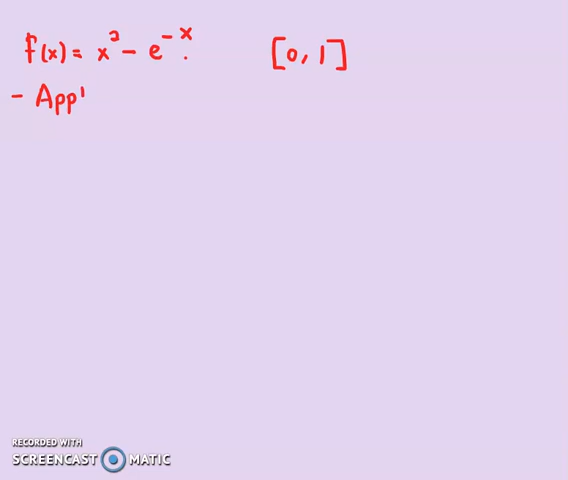 f(x) = x² - e⁻ˣ [0, 1]
- App
RECORDED WITH
SCREENCAST MATIC